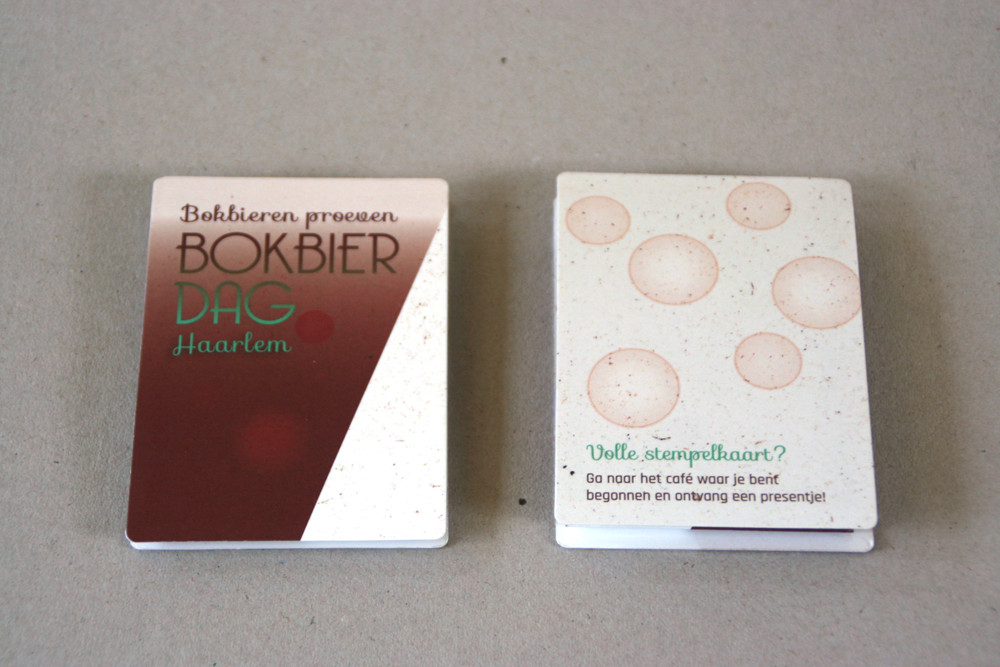 Bokbieren proeven
BOKBIER
DAG
Haarlem
Volle stempelkaart?
Ga naar het café waar je bent
begonnen en ontvang een presentje!